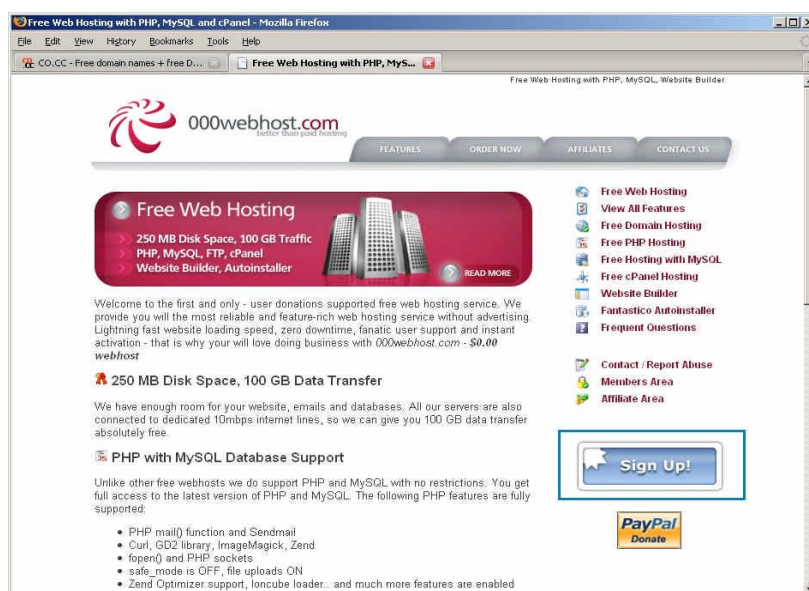 Free Web Hosting with PHP, MySQL and cPanel - Mozilla Firefox
File Edit View History Bookmarks Tools Help
CO.CC - Free domain names + free D...
Free Web Hosting with PHP, MyS...
Free Web Hosting with PHP, MySQL, Website Builder
000webhost.com
better than paid hosting
FEATURES ORDER NOW AFFILIATES CONTACT US
Free Web Hosting
250 MB Disk Space, 100 GB Traffic
PHP, MySQL, FTP, cPanel
Website Builder, Autoinstaller
READ MORE
Welcome to the first and only - user donations supported free web hosting service. We
provide you will the most reliable and feature-rich web hosting service without advertising.
Lightning fast website loading speed, zero downtime, fanatic user support and instant
activation - that is why your will love doing business with 000webhost.com - $0.00
webhost
250 MB Disk Space, 100 GB Data Transfer
We have enough room for your website, emails and databases. All our servers are also
connected to dedicated 10mbps internet lines, so we can give you 100 GB data transfer
absolutely free.
PHP with MySQL Database Support
Unlike other free webhosts we do support PHP and MySQL with no restrictions. You get
full access to the latest version of PHP and MySQL. The following PHP features are fully
supported:
• PHP mail() function and Sendmail
• Curl, GD2 library, ImageMagick, Zend
• fopen() and PHP sockets
• safe_mode is OFF, file uploads ON
• Zend Optimizer support, Ioncube loader.. and much more features are enabled
Free Web Hosting
View All Features
Free Domain Hosting
Free PHP Hosting
Free Hosting with MySQL
Free cPanel Hosting
Website Builder
Fantastico Autoinstaller
Frequent Questions
Contact / Report Abuse
Members Area
Affiliate Area
Sign Up!
PayPal
Donate